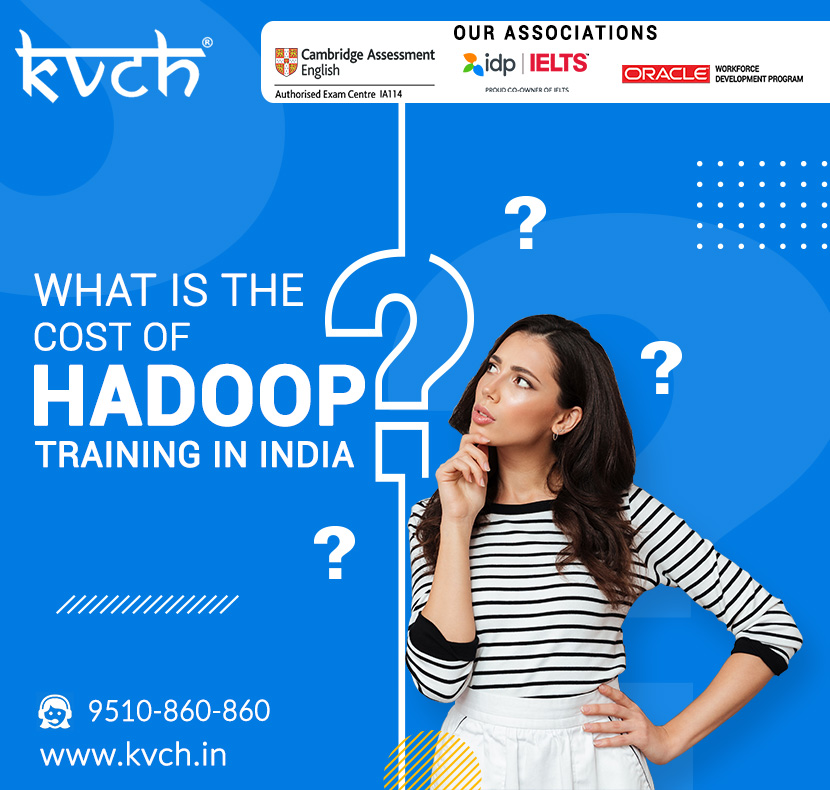 kvch®
OUR ASSOCIATIONS
Cambridge Assessment
English
Authorised Exam Centre IA114
idp | IELTS™
PROUD CO-OWNER OF IELTS
ORACLE
WORKFORCE
DEVELOPMENT PROGRAM
?
?
WHAT IS THE
COST OF
HADOOP
TRAINING IN INDIA
?
?
9510-860-860
www.kvch.in